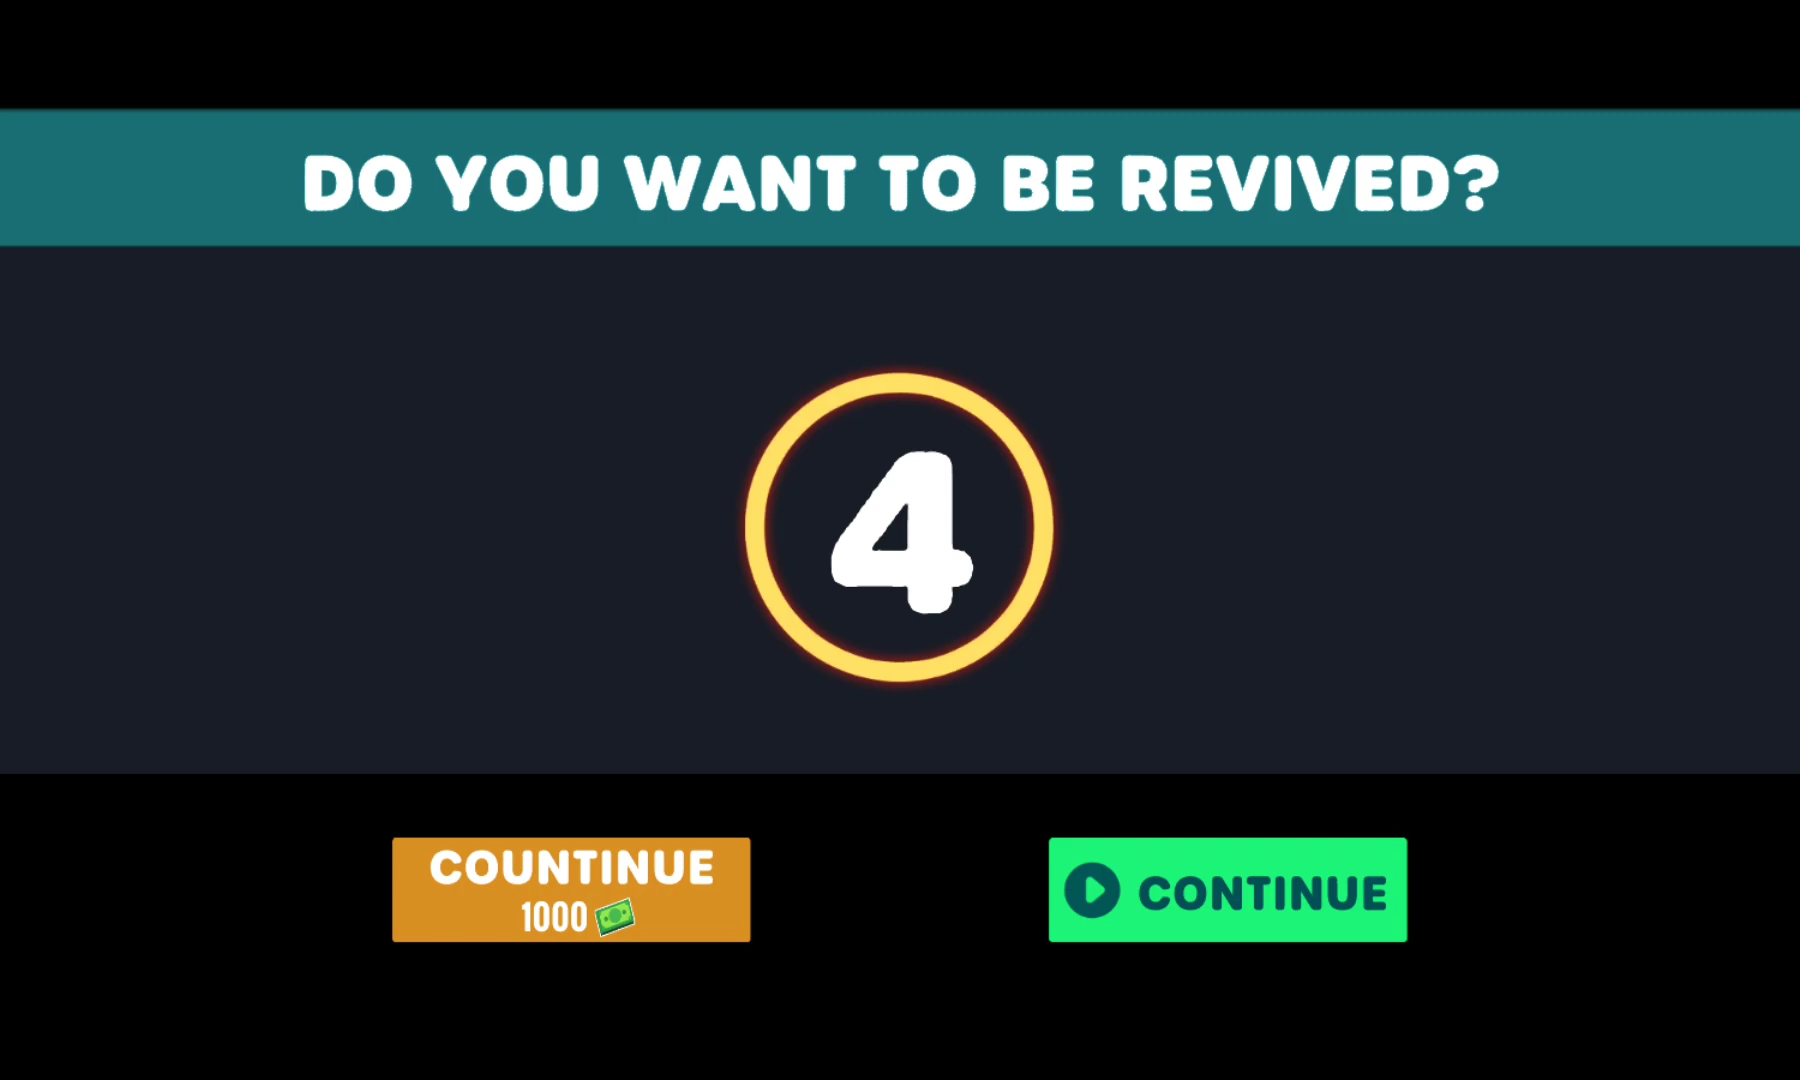 DO YOU WANT TO BE REVIVED?
4
COUNTINUE
1000
CONTINUE